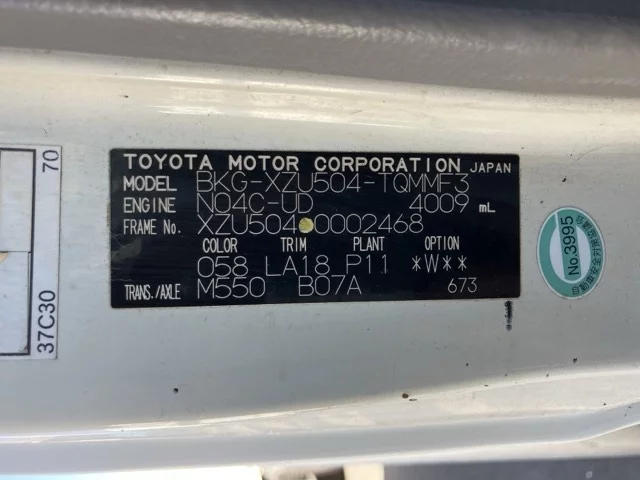 TOYOTA MOTOR CORPORATION JAPAN
MODEL BKG-XZU504-TQMMF3
ENGINE N04C-UD 4009 mL
FRAME No. XZU504 0002468
COLOR TRIM PLANT OPTION
058 LA18 P11 *W**
TRANS./AXLE M550 B07A 673
70
37C30
No.3995